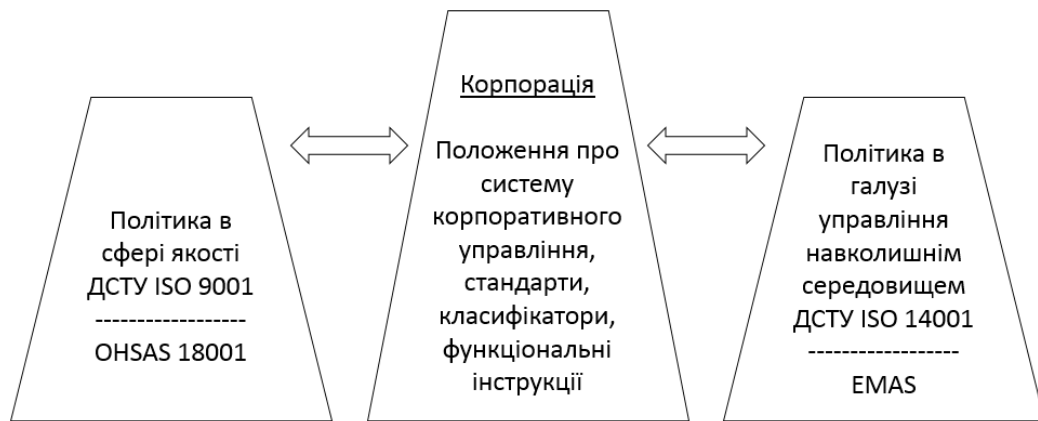 Політика в
сфері якості
ДСТУ ISO 9001
------------------
OHSAS 18001
Корпорація
Положення про
систему
корпоративного
управління,
стандарти,
класифікатори,
функціональні
інструкції
Політика в
галузі
управління
навколишнім
середовищем
ДСТУ ISO 14001
------------------
EMAS